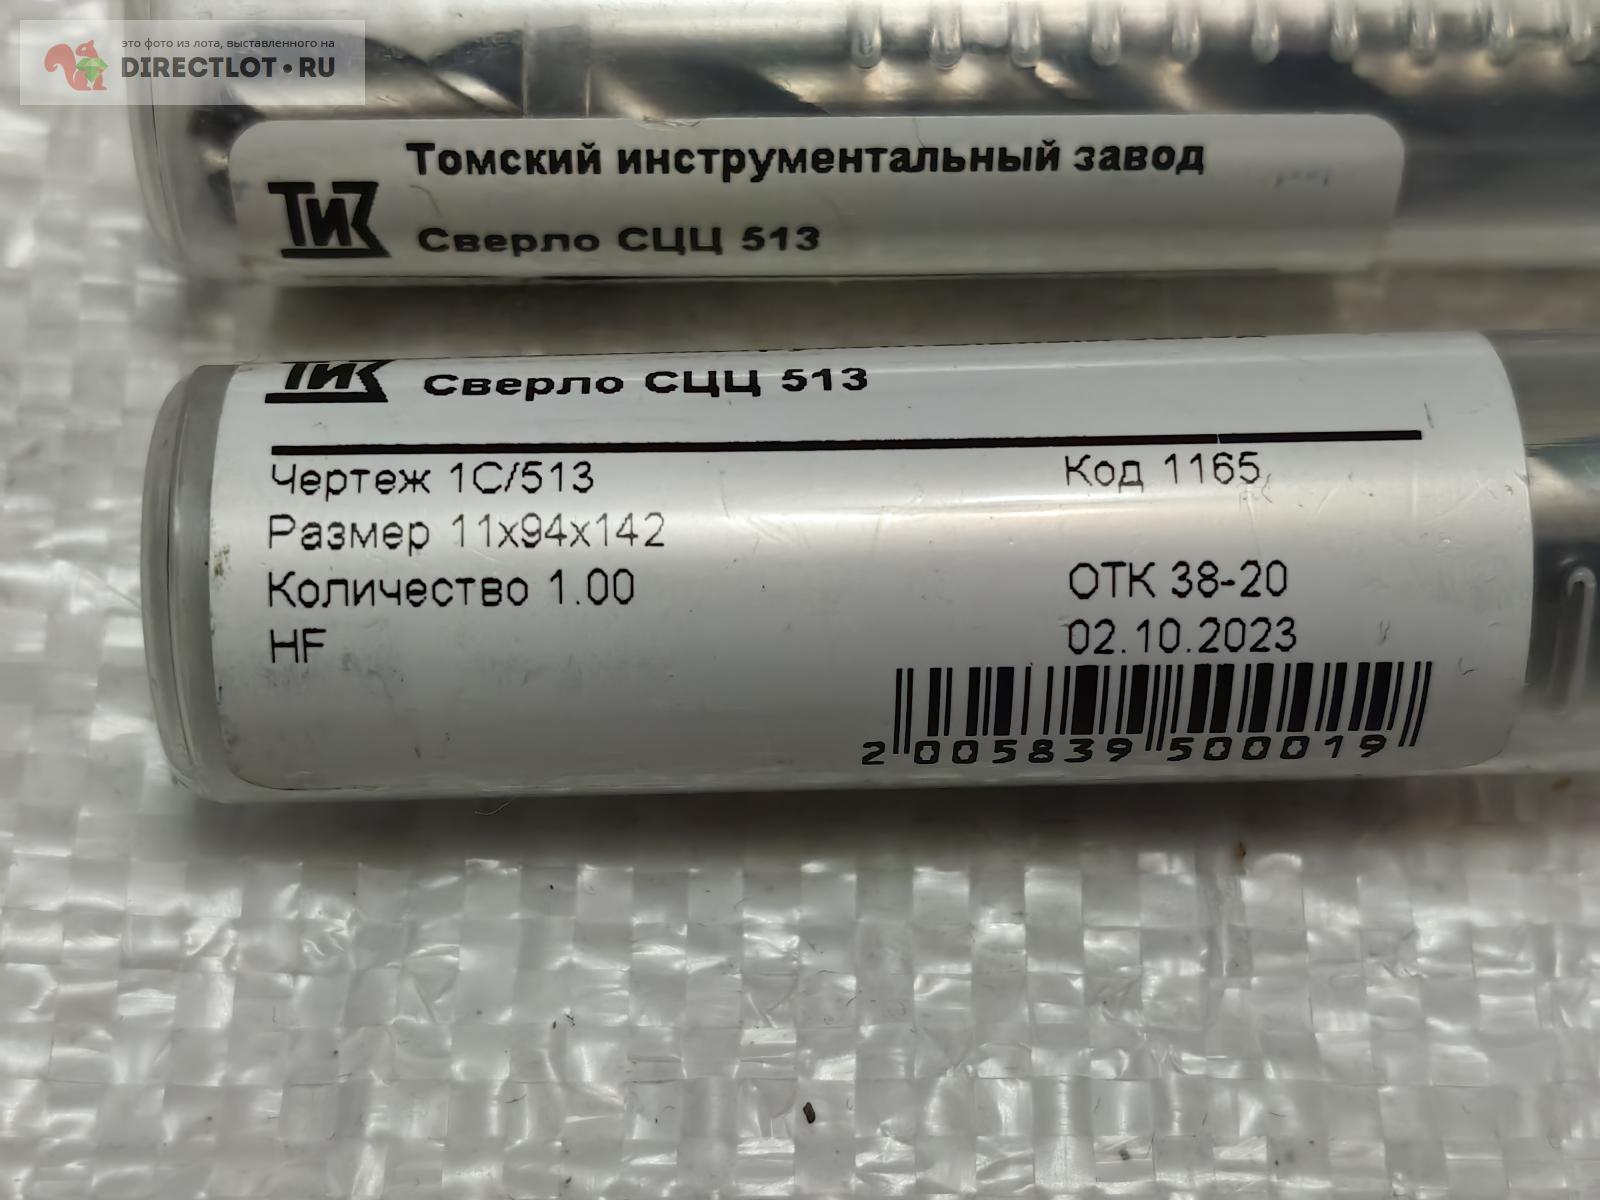 это фото из лота, выставленного на
DIRECTLOT.RU
Томский инструментальный завод
ТИЗ
Сверло СЦЦ 513
ТИЗ
Сверло СЦЦ 513
Чертеж 1С/513
Код 1165
Размер 11х94х142
Количество 1.00
ОТК 38-20
HF
02.10.2023
2 005839 500019